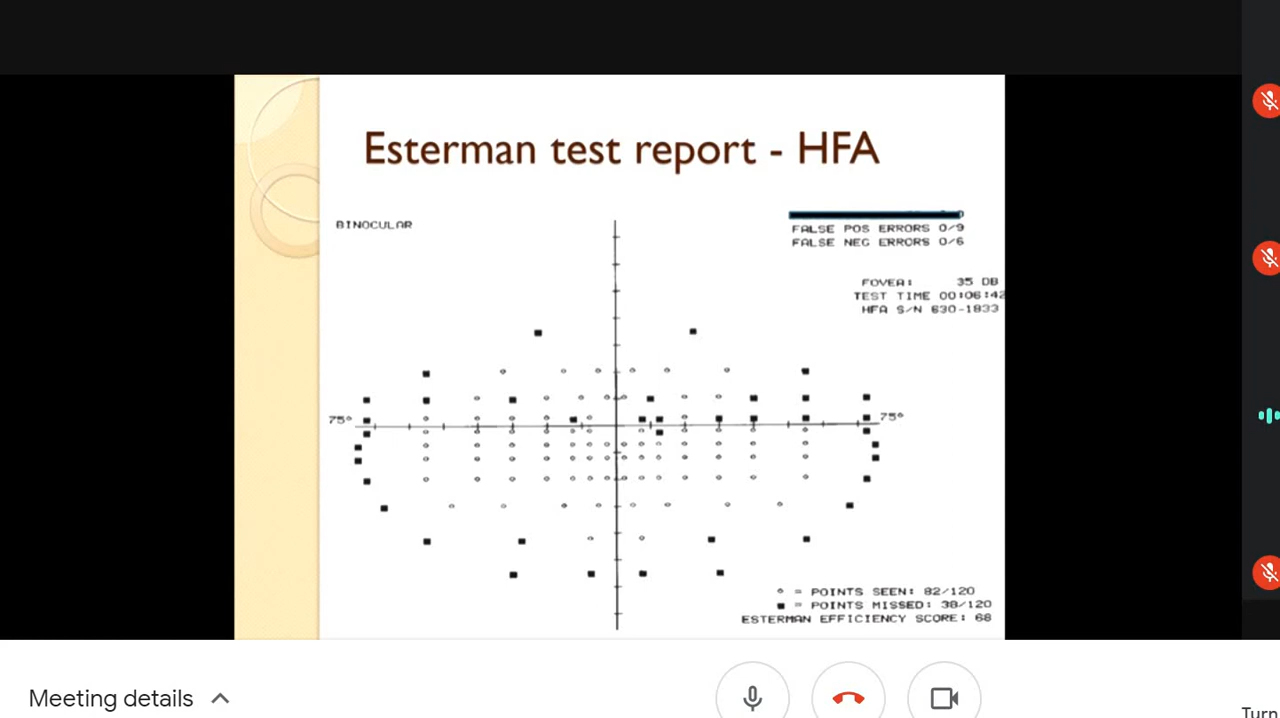 Esterman test report - HFA
BINOCULAR
FALSE POS ERRORS 0/9
FALSE NEG ERRORS 0/6
FOVEA: 35 DB
TEST TIME 00:06:42
HFA S/N 630-1833
75° 75°
o = POINTS SEEN: 82/120
■ = POINTS MISSED: 38/120
ESTERMAN EFFICIENCY SCORE: 68
Meeting details
Turn